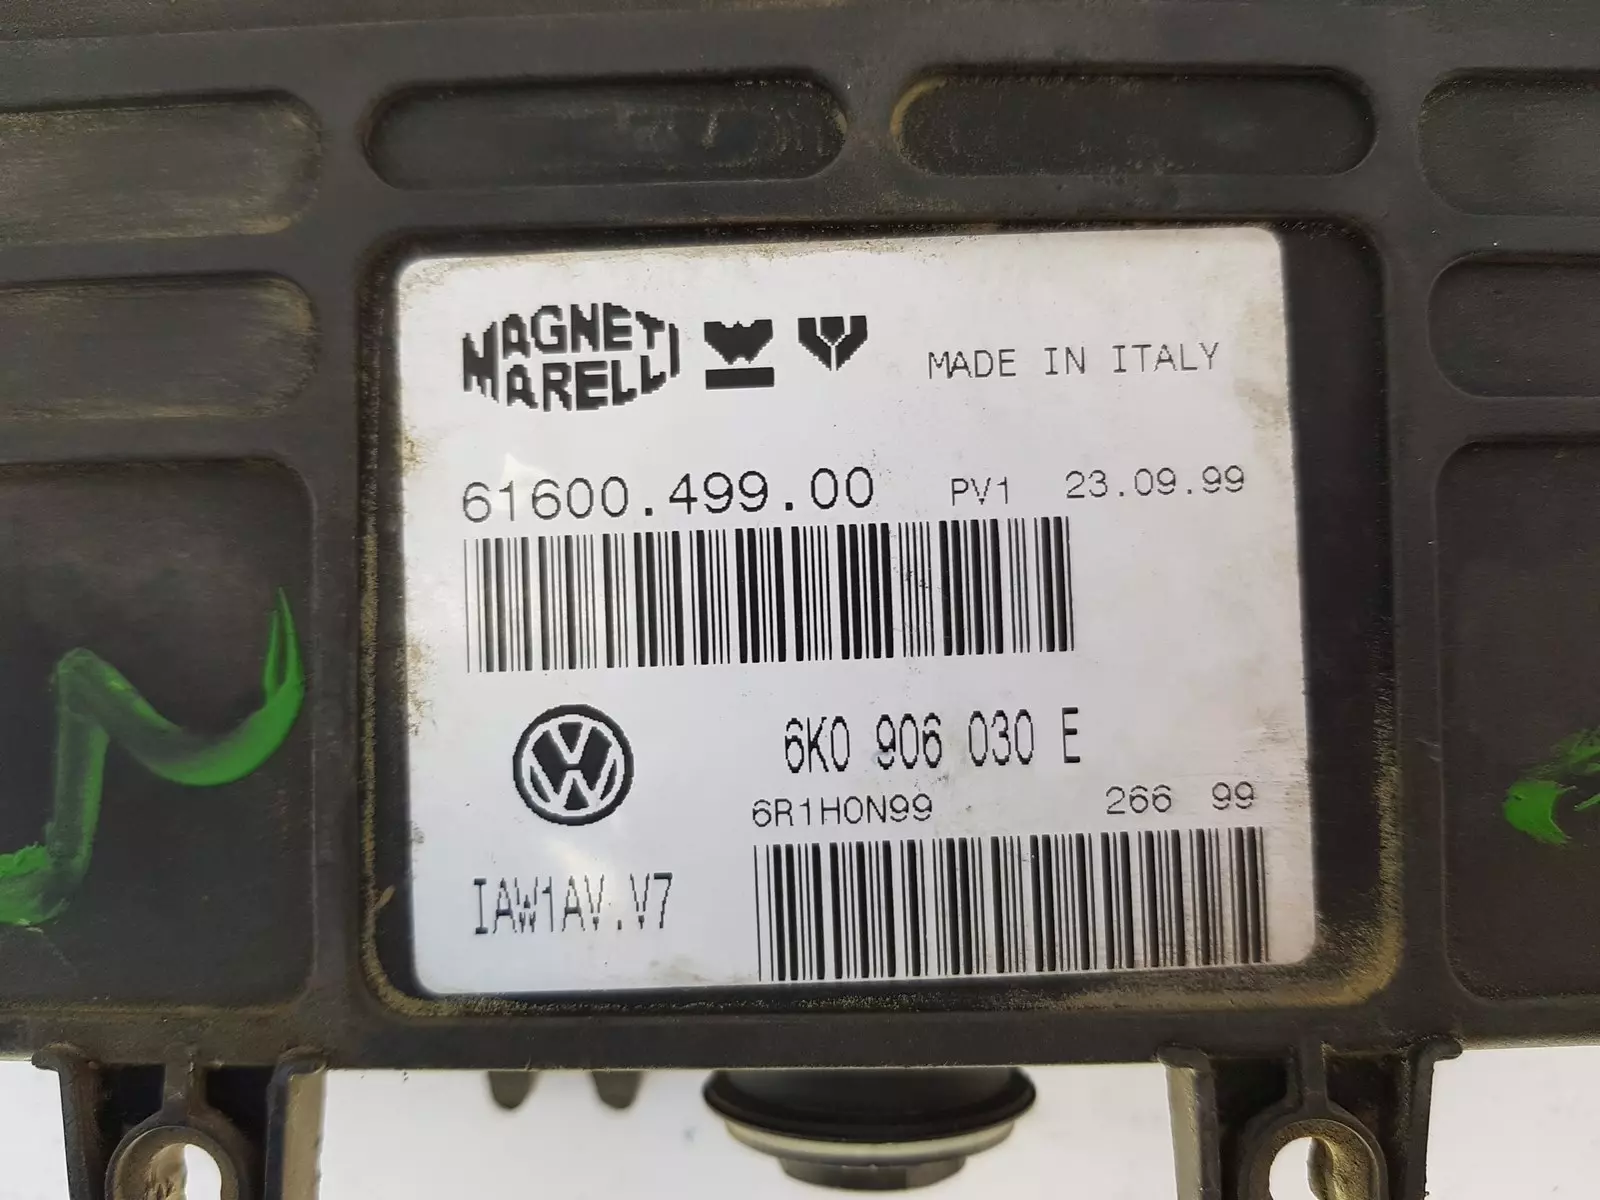 MAGNETI MARELLI MADE IN ITALY
61600.499.00 PV1 23.09.99
6K0 906 030 E
6R1H0N99 266 99
IAW1AV.V7